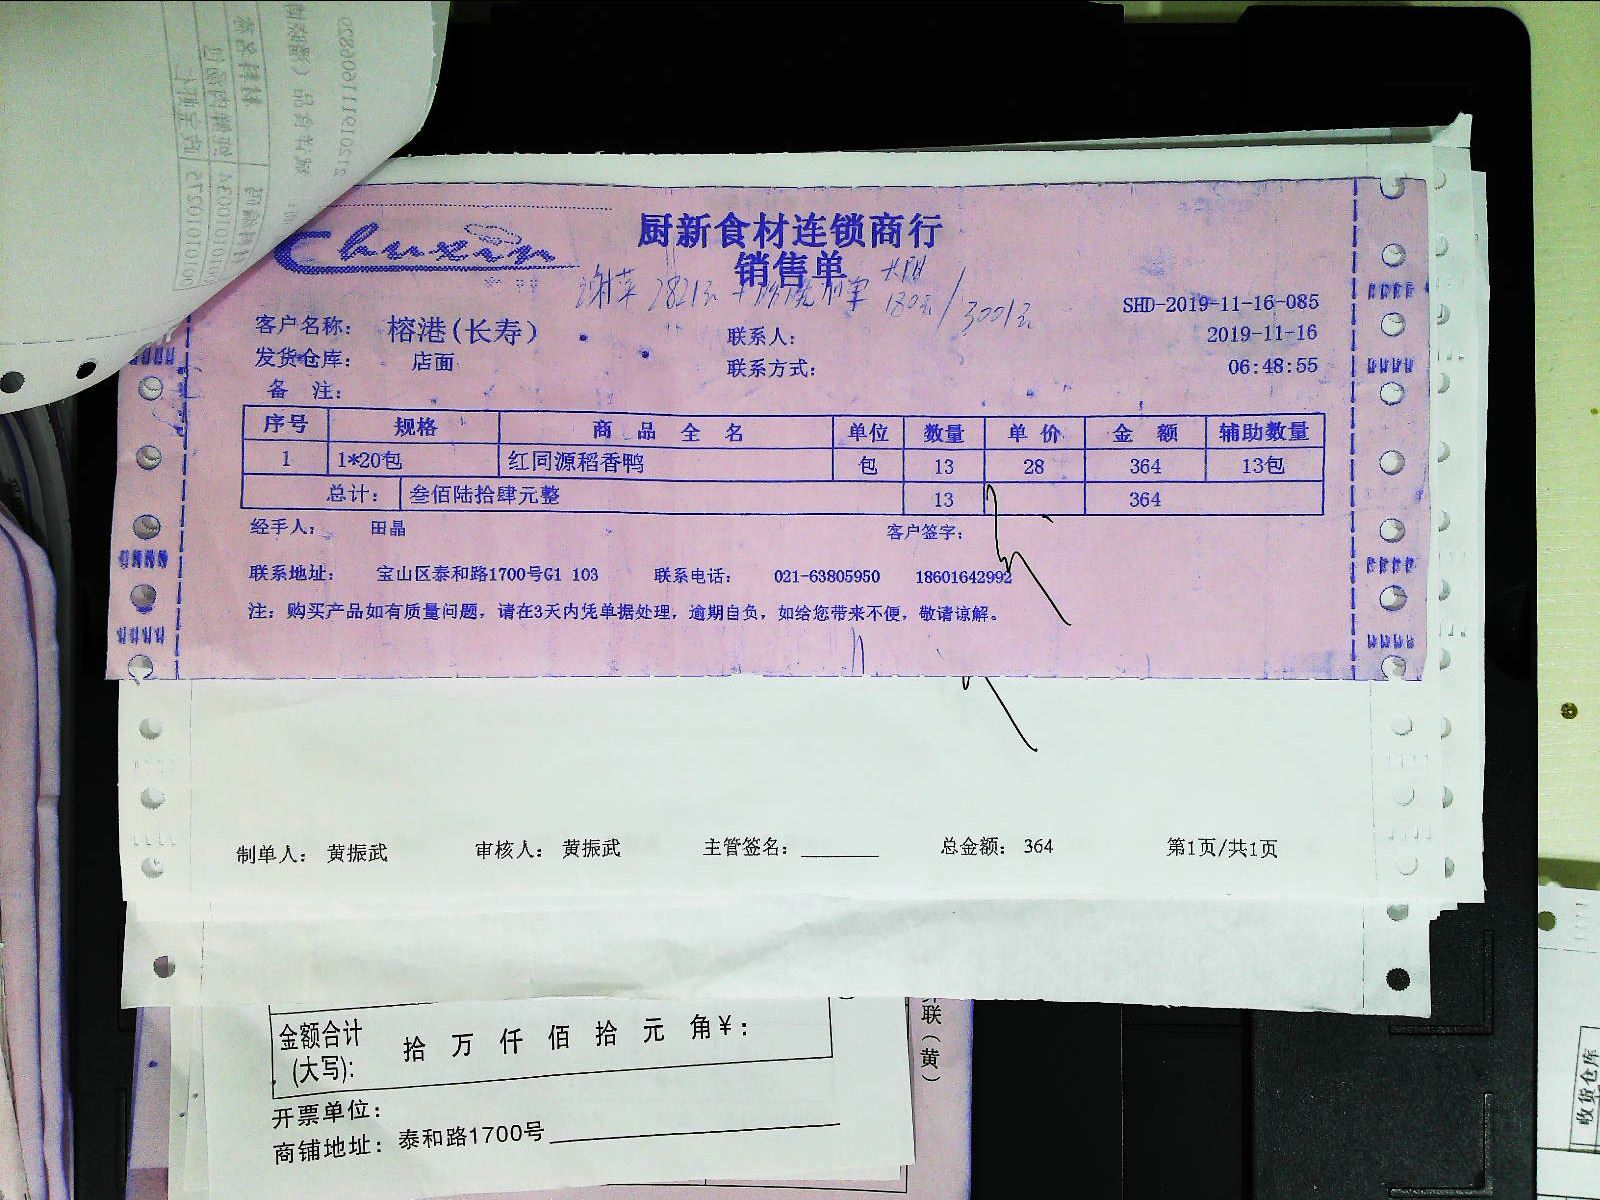 Chuxin
厨新食材连锁商行
销售单
SHD-2019-11-16-085
客户名称： 榕港(长寿) 联系人： 2019-11-16
发货仓库： 店面 联系方式： 06:48:55
备 注：
序号 规格 商 品 全 名 单位 数量 单 价 金 额 辅助数量
1 1*20包 红同源稻香鸭 包 13 28 364 13包
总计： 叁佰陆拾肆元整 13 364
经手人： 田晶 客户签字：
联系地址： 宝山区泰和路1700号G1 103 联系电话： 021-63805950 18601642992
注：购买产品如有质量问题，请在3天内凭单据处理，逾期自负，如给您带来不便，敬请谅解。
制单人： 黄振武 审核人： 黄振武 主管签名： 总金额： 364 第1页/共1页
金额合计
(大写)： 拾 万 仟 佰 拾 元 角￥：
开票单位：
商铺地址：泰和路1700号
联(黄)
收货仓库